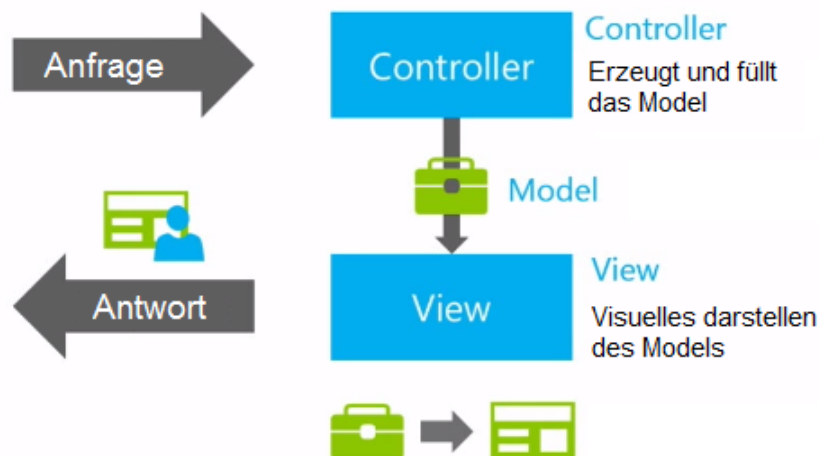 Anfrage
Controller
Controller
Erzeugt und füllt
das Model
Model
Antwort
View
View
Visuelles darstellen
des Models